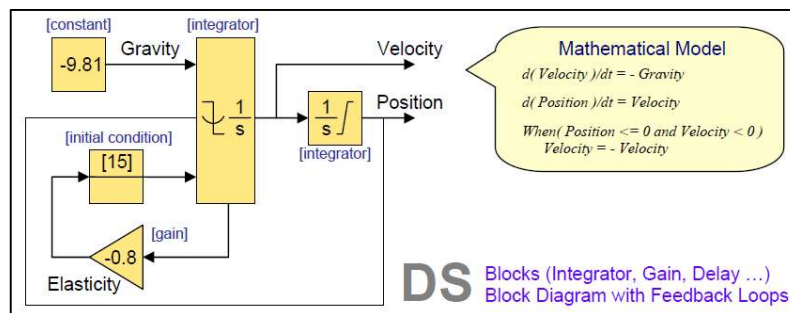 [constant]
[integrator]
-9.81
Gravity
Velocity
Position
1
s
1
s
[integrator]
[initial condition]
[15]
[gain]
-0.8
Elasticity
Mathematical Model
d( Velocity )/dt = - Gravity
d( Position )/dt = Velocity
When( Position <= 0 and Velocity < 0 )
Velocity = - Velocity
DS
Blocks (Integrator, Gain, Delay ...)
Block Diagram with Feedback Loops